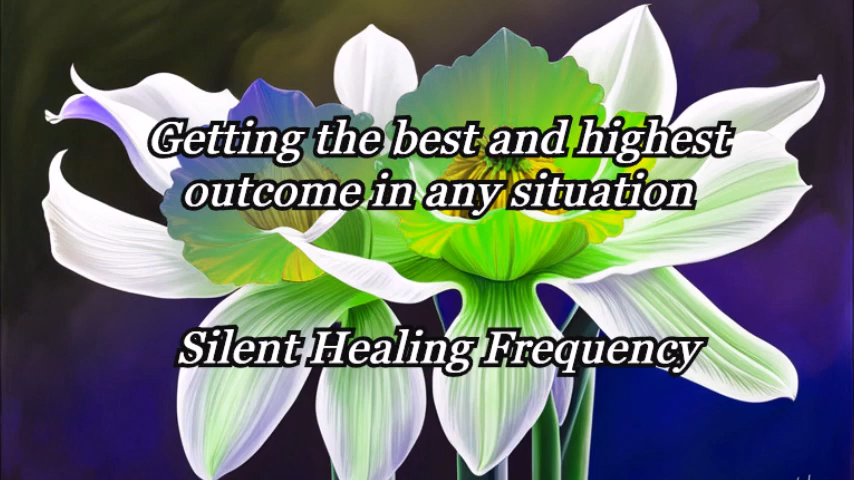 Getting the best and highest
outcome in any situation
Silent Healing Frequency